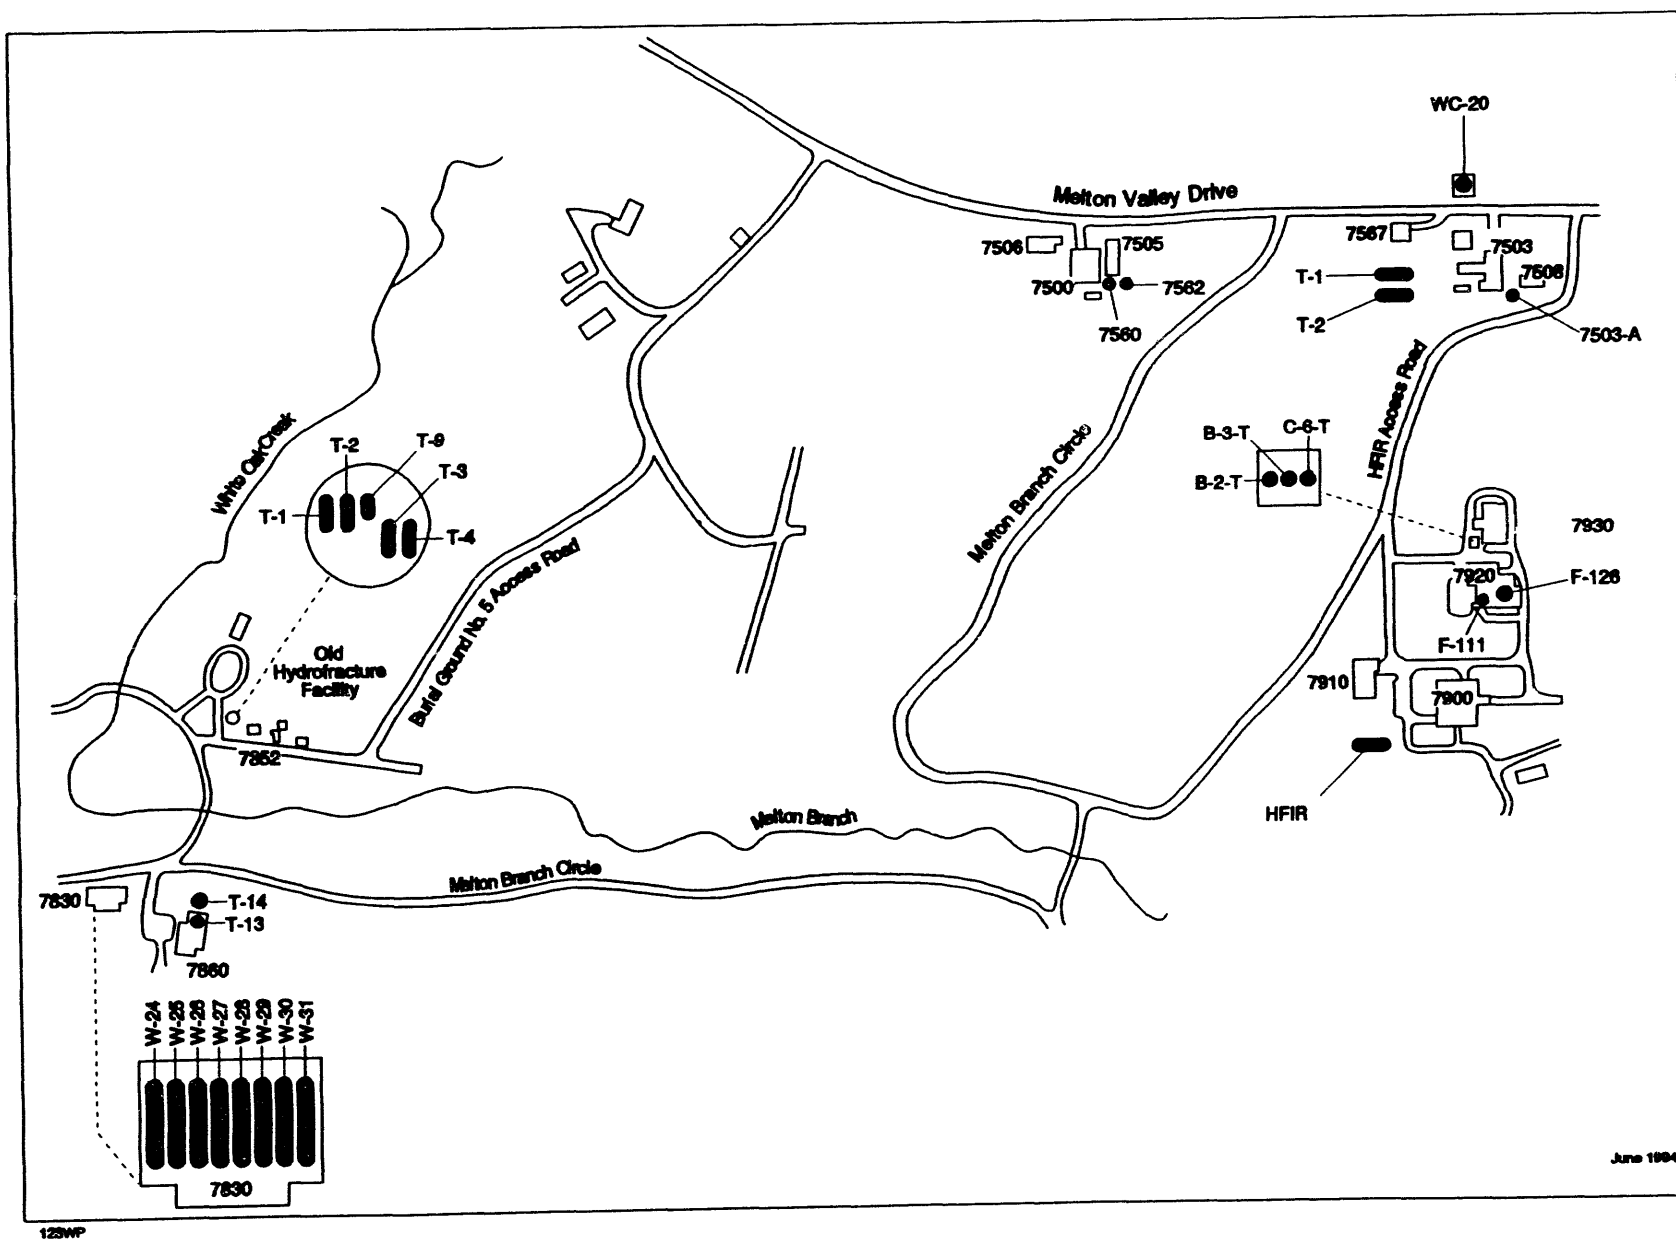 WC-20
Melton Valley Drive
7506
7505
7567
7503
7508
T-1
7500
7562
T-2
7560
7503-A
HFIR Access Road
White Oak Creek
T-2
T-9
T-3
T-1
T-4
C-6-T
B-3-T
B-2-T
Melton Branch Circle
7930
7920
F-126
F-111
Burial Ground No. 5 Access Road
Old
Hydrofracture
Facility
7910
7900
7852
HFIR
Melton Branch
Melton Branch Circle
7830
T-14
T-13
7860
W-24
W-25
W-26
W-27
W-28
W-29
W-30
W-31
7830
June 1994
123WP